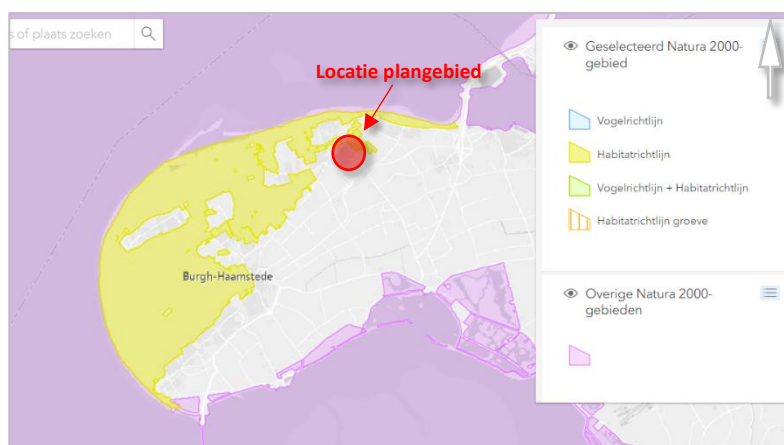 s of plaats zoeken
Locatie plangebied
Burgh-Haamstede
Geselecteerd Natura 2000-
gebied
Vogelrichtlijn
Habitatrichtlijn
Vogelrichtlijn + Habitatrichtlijn
Habitatrichtlijn groeve
Overige Natura 2000-
gebieden